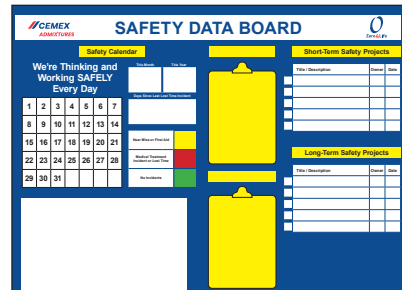 CEMEX
ADMIXTURES
SAFETY DATA BOARD
Zero4Life
Safety Calendar
We're Thinking and
Working SAFELY
Every Day
1 2 3 4 5 6 7
8 9 10 11 12 13 14
15 16 17 18 19 20 21
22 23 24 25 26 27 28
29 30 31
This Month
This Year
Days Since Last Lost Time Incident
Near Miss or First Aid
Medical Treatment
Incident or Lost Time
No Incidents
Short-Term Safety Projects
Title / Description Owner Date
Long-Term Safety Projects
Title / Description Owner Date